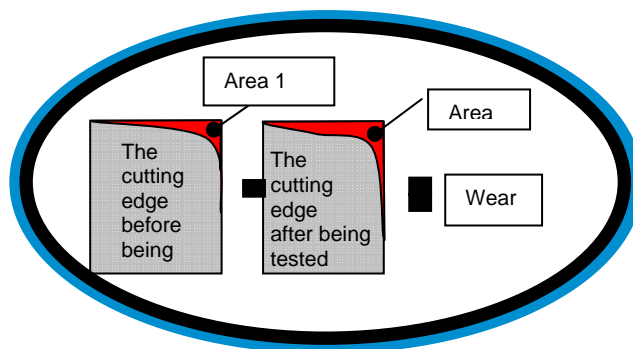 Area 1
Area
The
cutting
edge
before
being
The
cutting
edge
after being
tested
Wear